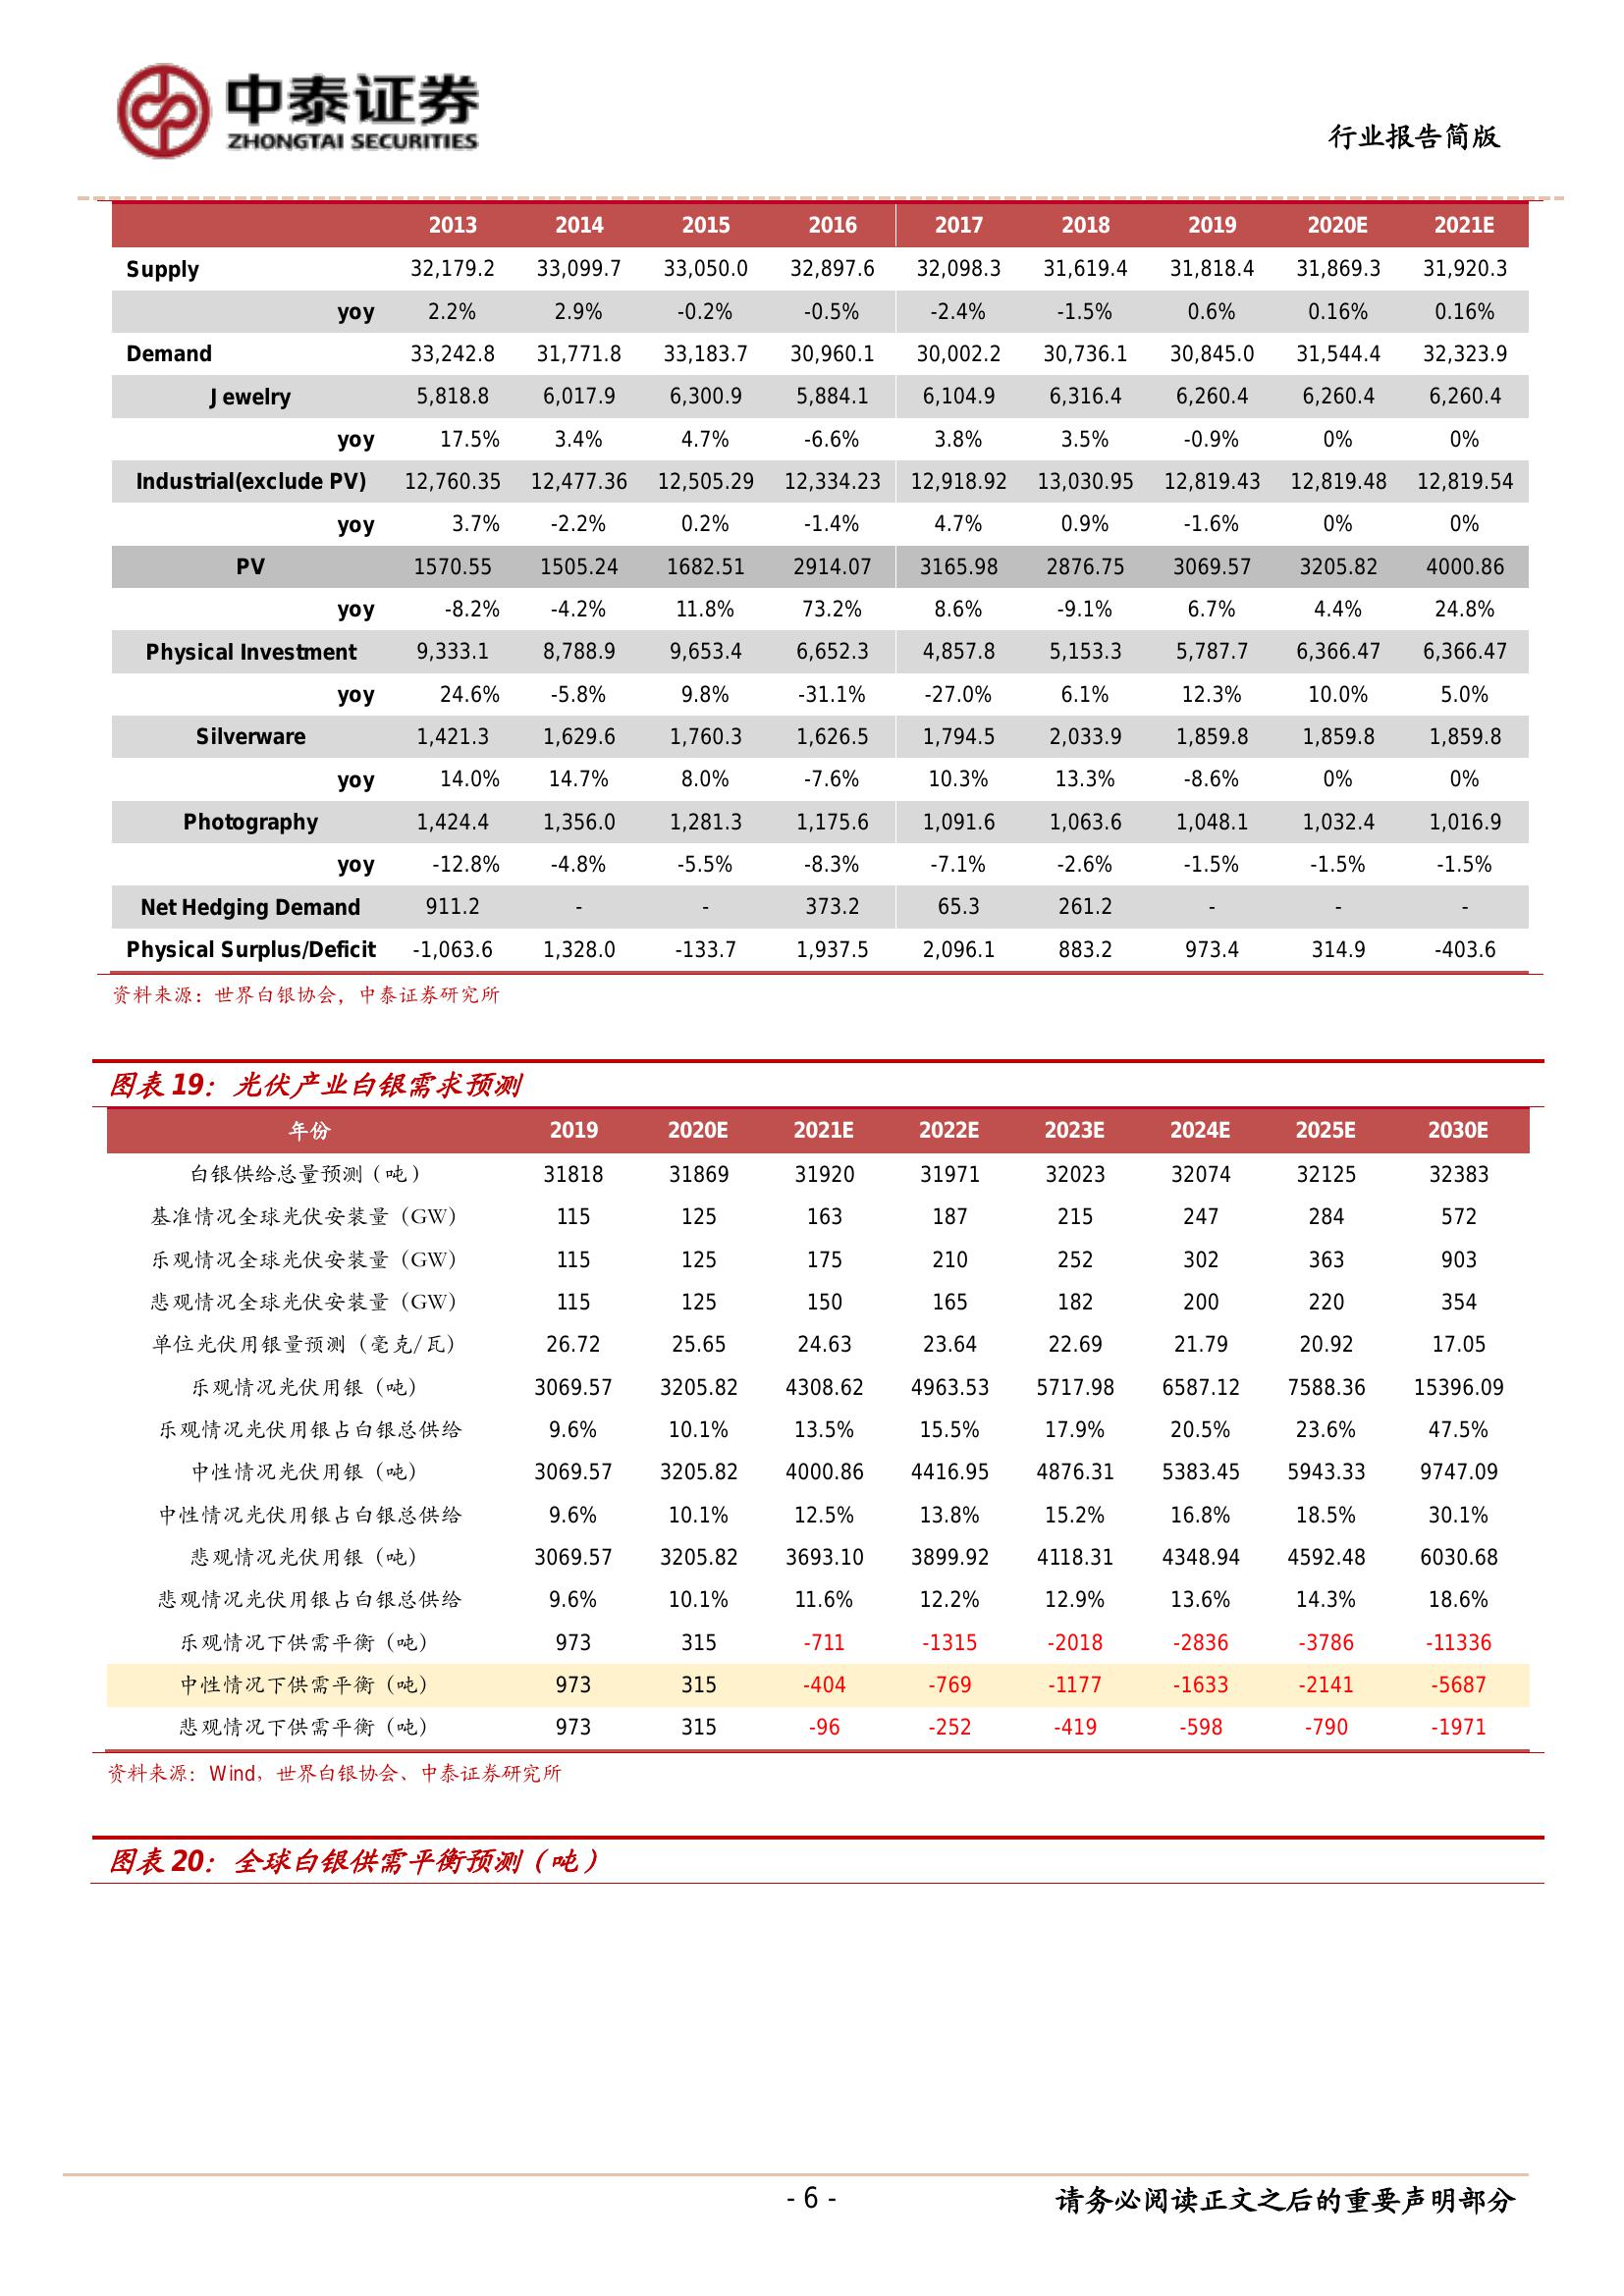 中泰证券
ZHONGTAI SECURITIES
行业报告简版
2013 2014 2015 2016 2017 2018 2019 2020E 2021E
Supply 32,179.2 33,099.7 33,050.0 32,897.6 32,098.3 31,619.4 31,818.4 31,869.3 31,920.3
yoy 2.2% 2.9% -0.2% -0.5% -2.4% -1.5% 0.6% 0.16% 0.16%
Demand 33,242.8 31,771.8 33,183.7 30,960.1 30,002.2 30,736.1 30,845.0 31,544.4 32,323.9
Jewelry 5,818.8 6,017.9 6,300.9 5,884.1 6,104.9 6,316.4 6,260.4 6,260.4 6,260.4
yoy 17.5% 3.4% 4.7% -6.6% 3.8% 3.5% -0.9% 0% 0%
Industrial(exclude PV) 12,760.35 12,477.36 12,505.29 12,334.23 12,918.92 13,030.95 12,819.43 12,819.48 12,819.54
yoy 3.7% -2.2% 0.2% -1.4% 4.7% 0.9% -1.6% 0% 0%
PV 1570.55 1505.24 1682.51 2914.07 3165.98 2876.75 3069.57 3205.82 4000.86
yoy -8.2% -4.2% 11.8% 73.2% 8.6% -9.1% 6.7% 4.4% 24.8%
Physical Investment 9,333.1 8,788.9 9,653.4 6,652.3 4,857.8 5,153.3 5,787.7 6,366.47 6,366.47
yoy 24.6% -5.8% 9.8% -31.1% -27.0% 6.1% 12.3% 10.0% 5.0%
Silverware 1,421.3 1,629.6 1,760.3 1,626.5 1,794.5 2,033.9 1,859.8 1,859.8 1,859.8
yoy 14.0% 14.7% 8.0% -7.6% 10.3% 13.3% -8.6% 0% 0%
Photography 1,424.4 1,356.0 1,281.3 1,175.6 1,091.6 1,063.6 1,048.1 1,032.4 1,016.9
yoy -12.8% -4.8% -5.5% -8.3% -7.1% -2.6% -1.5% -1.5% -1.5%
Net Hedging Demand 911.2 - - 373.2 65.3 261.2 - - -
Physical Surplus/Deficit -1,063.6 1,328.0 -133.7 1,937.5 2,096.1 883.2 973.4 314.9 -403.6
资料来源：世界白银协会，中泰证券研究所
图表 19：光伏产业白银需求预测
年份 2019 2020E 2021E 2022E 2023E 2024E 2025E 2030E
白银供给总量预测（吨） 31818 31869 31920 31971 32023 32074 32125 32383
基准情况全球光伏安装量（GW） 115 125 163 187 215 247 284 572
乐观情况全球光伏安装量（GW） 115 125 175 210 252 302 363 903
悲观情况全球光伏安装量（GW） 115 125 150 165 182 200 220 354
单位光伏用银量预测（毫克/瓦） 26.72 25.65 24.63 23.64 22.69 21.79 20.92 17.05
乐观情况光伏用银（吨） 3069.57 3205.82 4308.62 4963.53 5717.98 6587.12 7588.36 15396.09
乐观情况光伏用银占白银总供给 9.6% 10.1% 13.5% 15.5% 17.9% 20.5% 23.6% 47.5%
中性情况光伏用银（吨） 3069.57 3205.82 4000.86 4416.95 4876.31 5383.45 5943.33 9747.09
中性情况光伏用银占白银总供给 9.6% 10.1% 12.5% 13.8% 15.2% 16.8% 18.5% 30.1%
悲观情况光伏用银（吨） 3069.57 3205.82 3693.10 3899.92 4118.31 4348.94 4592.48 6030.68
悲观情况光伏用银占白银总供给 9.6% 10.1% 11.6% 12.2% 12.9% 13.6% 14.3% 18.6%
乐观情况下供需平衡（吨） 973 315 -711 -1315 -2018 -2836 -3786 -11336
中性情况下供需平衡（吨） 973 315 -404 -769 -1177 -1633 -2141 -5687
悲观情况下供需平衡（吨） 973 315 -96 -252 -419 -598 -790 -1971
资料来源：Wind，世界白银协会、中泰证券研究所
图表 20：全球白银供需平衡预测（吨）
- 6 -
请务必阅读正文之后的重要声明部分